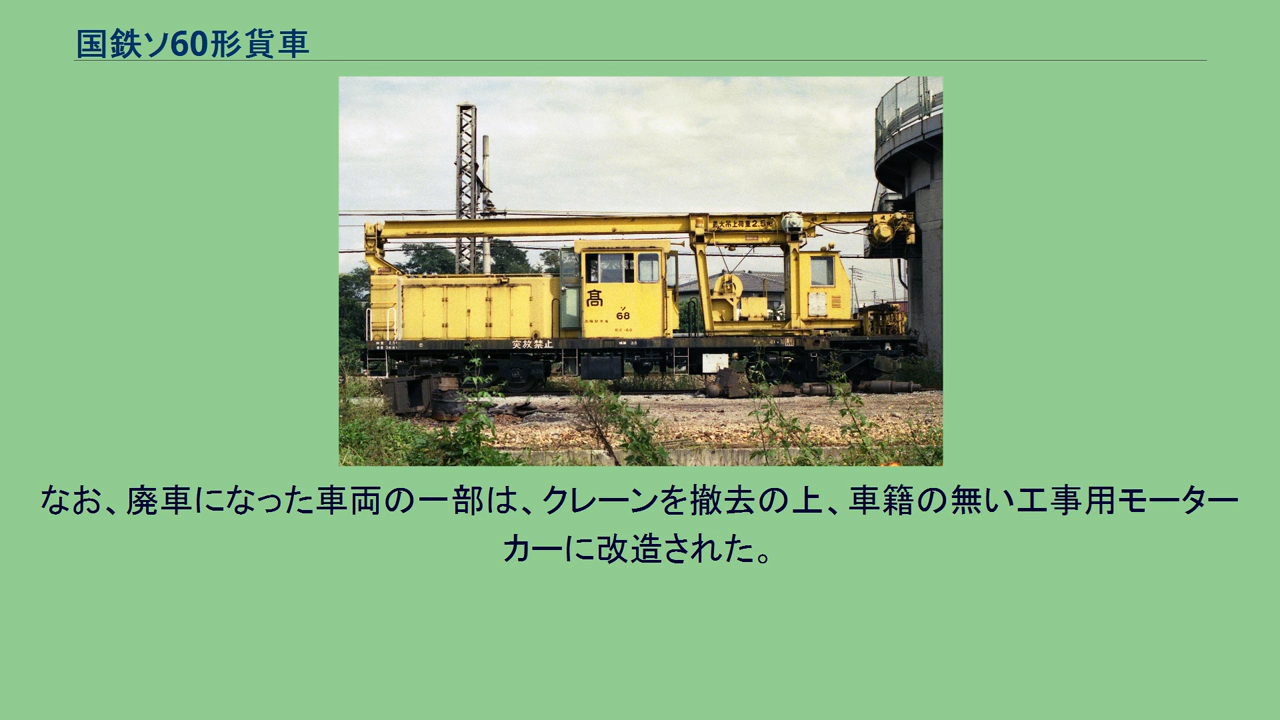 国鉄ソ60形貨車
髙
ソ
68
突放禁止
なお、廃車になった車両の一部は、クレーンを撤去の上、車籍の無い工事用モーター
カーに改造された。